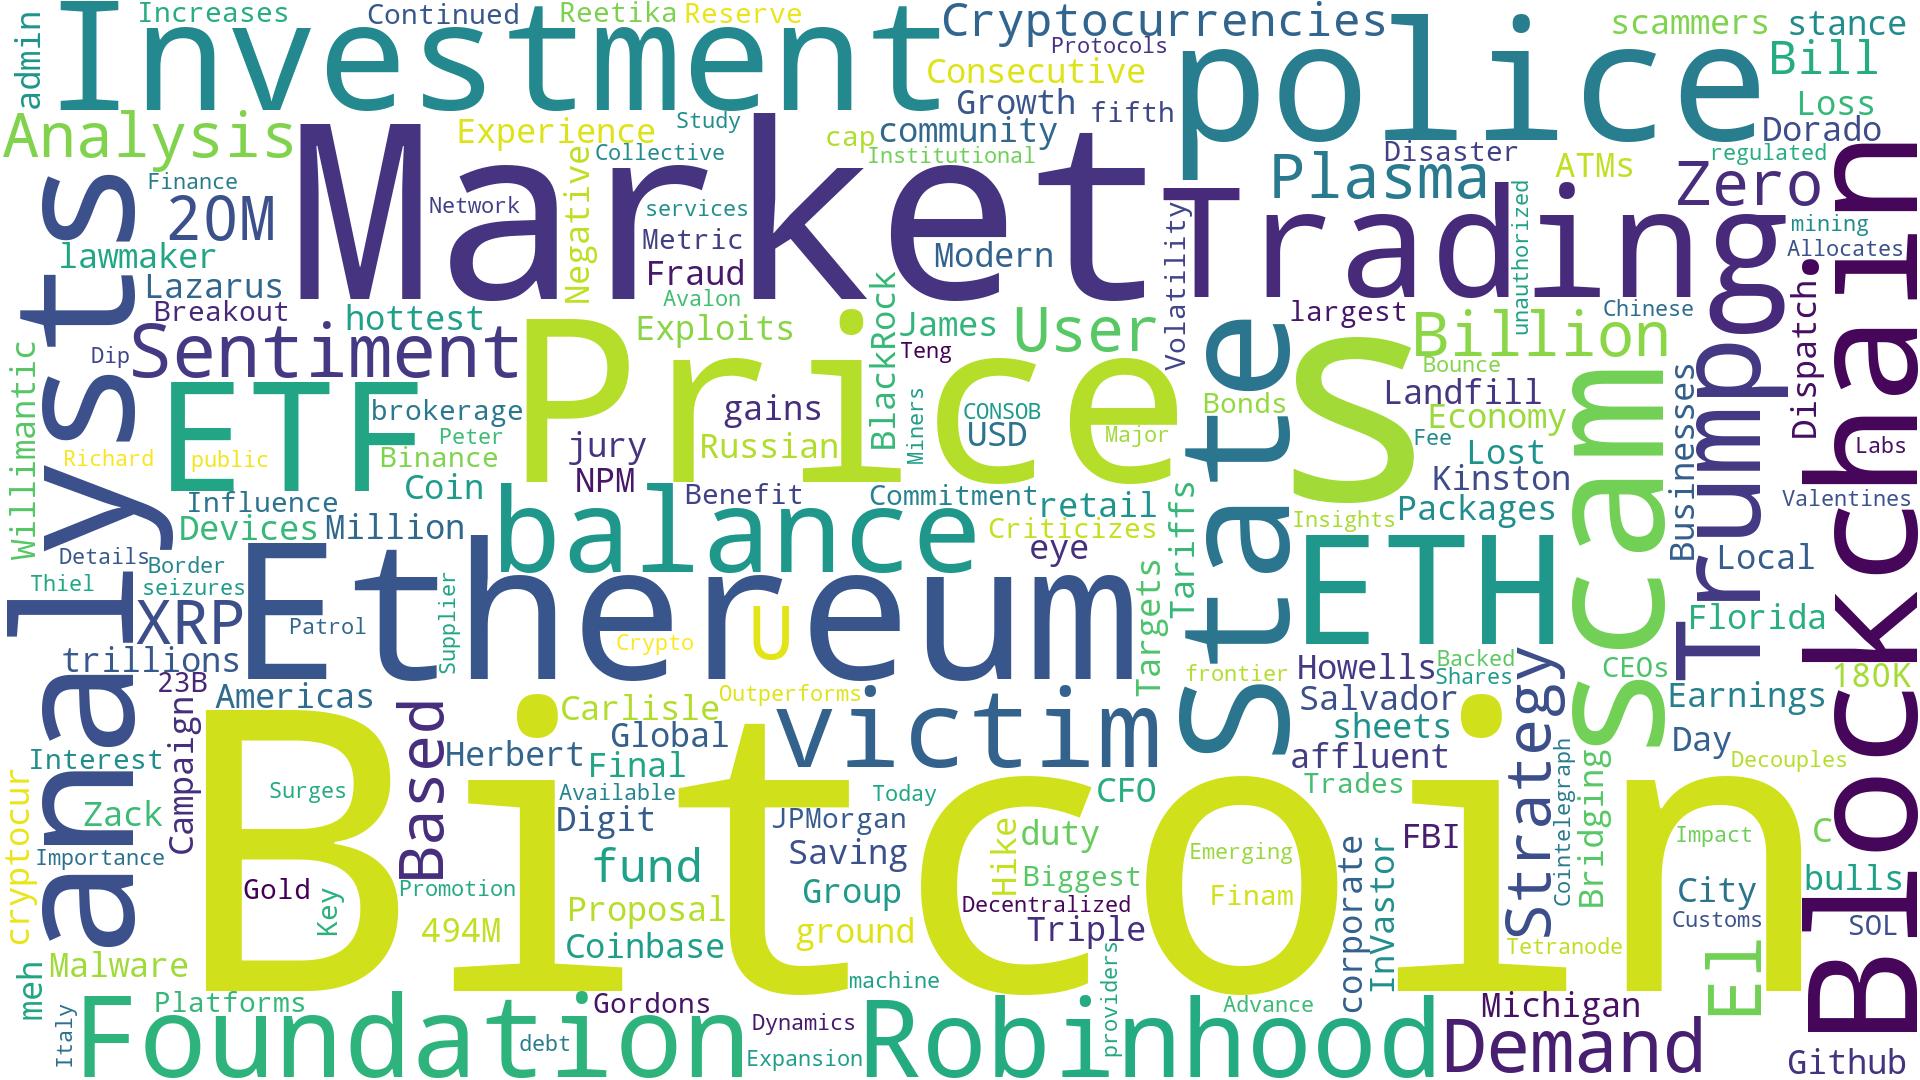 admin
Investment
Increases
Continued
Reetika
Reserve
Cryptocurrencies
Protocols
police
scammers
stance
Bill
Consecutive
Growth
fifth
Loss
Analysis
Market
Experience
Study
Collective
cap
community
Institutional
Dorado
Disaster
regulated
ATMs
Plasma
Zero
Finance
20M
Network
Negative
services
Metric
Modern
Trading
Volatility
unauthorized
mining
Allocates
lawmaker
Lazarus
Fraud
Avalon
Breakout
hottest
Exploits
BlackRock
James
Teng
User
largest
Chinese
Billion
Bounce
Trump
Dispatch
Blockchain
analysts
Dip
Sentiment
Price
State
S
Scam
Willimantic
ETF
brokerage
Peter
Binance
Richard
public
jury
gains
Russian
NPM
Miners
CONSOB
USD
Major
Bonds
Landfill
Economy
Fee
Lost
Kinston
Businesses
Labs
Coin
Influence
Devices
Million
Benefit
Commitment
retail
Criticizes
Insights
Packages
Valentines
balance
eye
Tariffs
Targets
ETH
Local
Details
Border
Thiel
seizures
XRP
Patrol
Supplier
Ethereum
Crypto
U
Florida
trillions
23B
Americas
frontier
Howells
Backed
Shares
CEOs
180K
Salvador
Strategy
Earnings
Campaign
Based
Carlisle
Outperforms
victim
sheets
affluent
Day
Decouples
Interest
Herbert
Global
Final
CFO
Trades
Cointelegraph
Bridging
cryptocur
Zack
Surges
Available
Digit
JPMorgan
Today
Bitcoin
Saving
Hike
duty
FBI
Impact
C
Importance
fund
Emerging
Gold
Key
Promotion
Group
Biggest
Finam
corporate
InVastor
City
bulls
494M
Proposal
Decentralized
Customs
SOL
Coinbase
ground
Triple
Tetranode
El
meh
Malware
machine
providers
Italy
Platforms
Foundation
Gordons
debt
Dynamics
Expansion
Robinhood
Advance
Michigan
Demand
Github